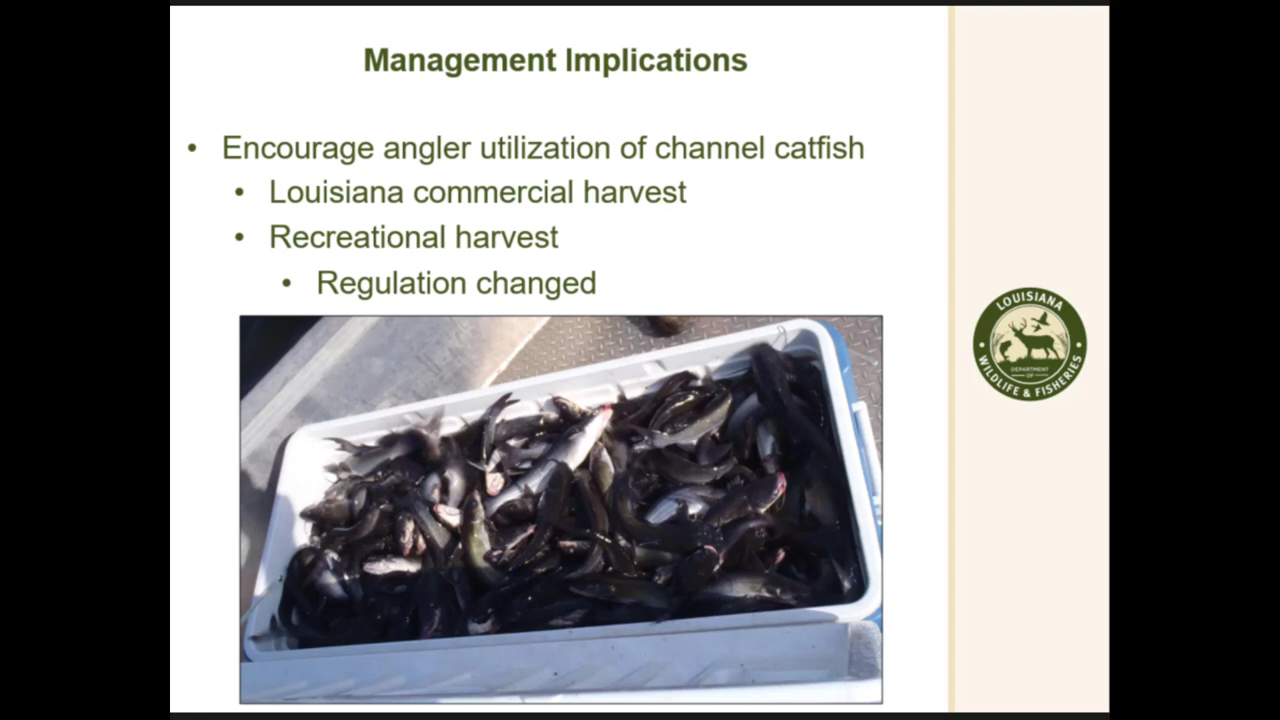 Management Implications
• Encourage angler utilization of channel catfish
• Louisiana commercial harvest
• Recreational harvest
• Regulation changed
LOUISIANA
DEPARTMENT
OF
WILDLIFE & FISHERIES